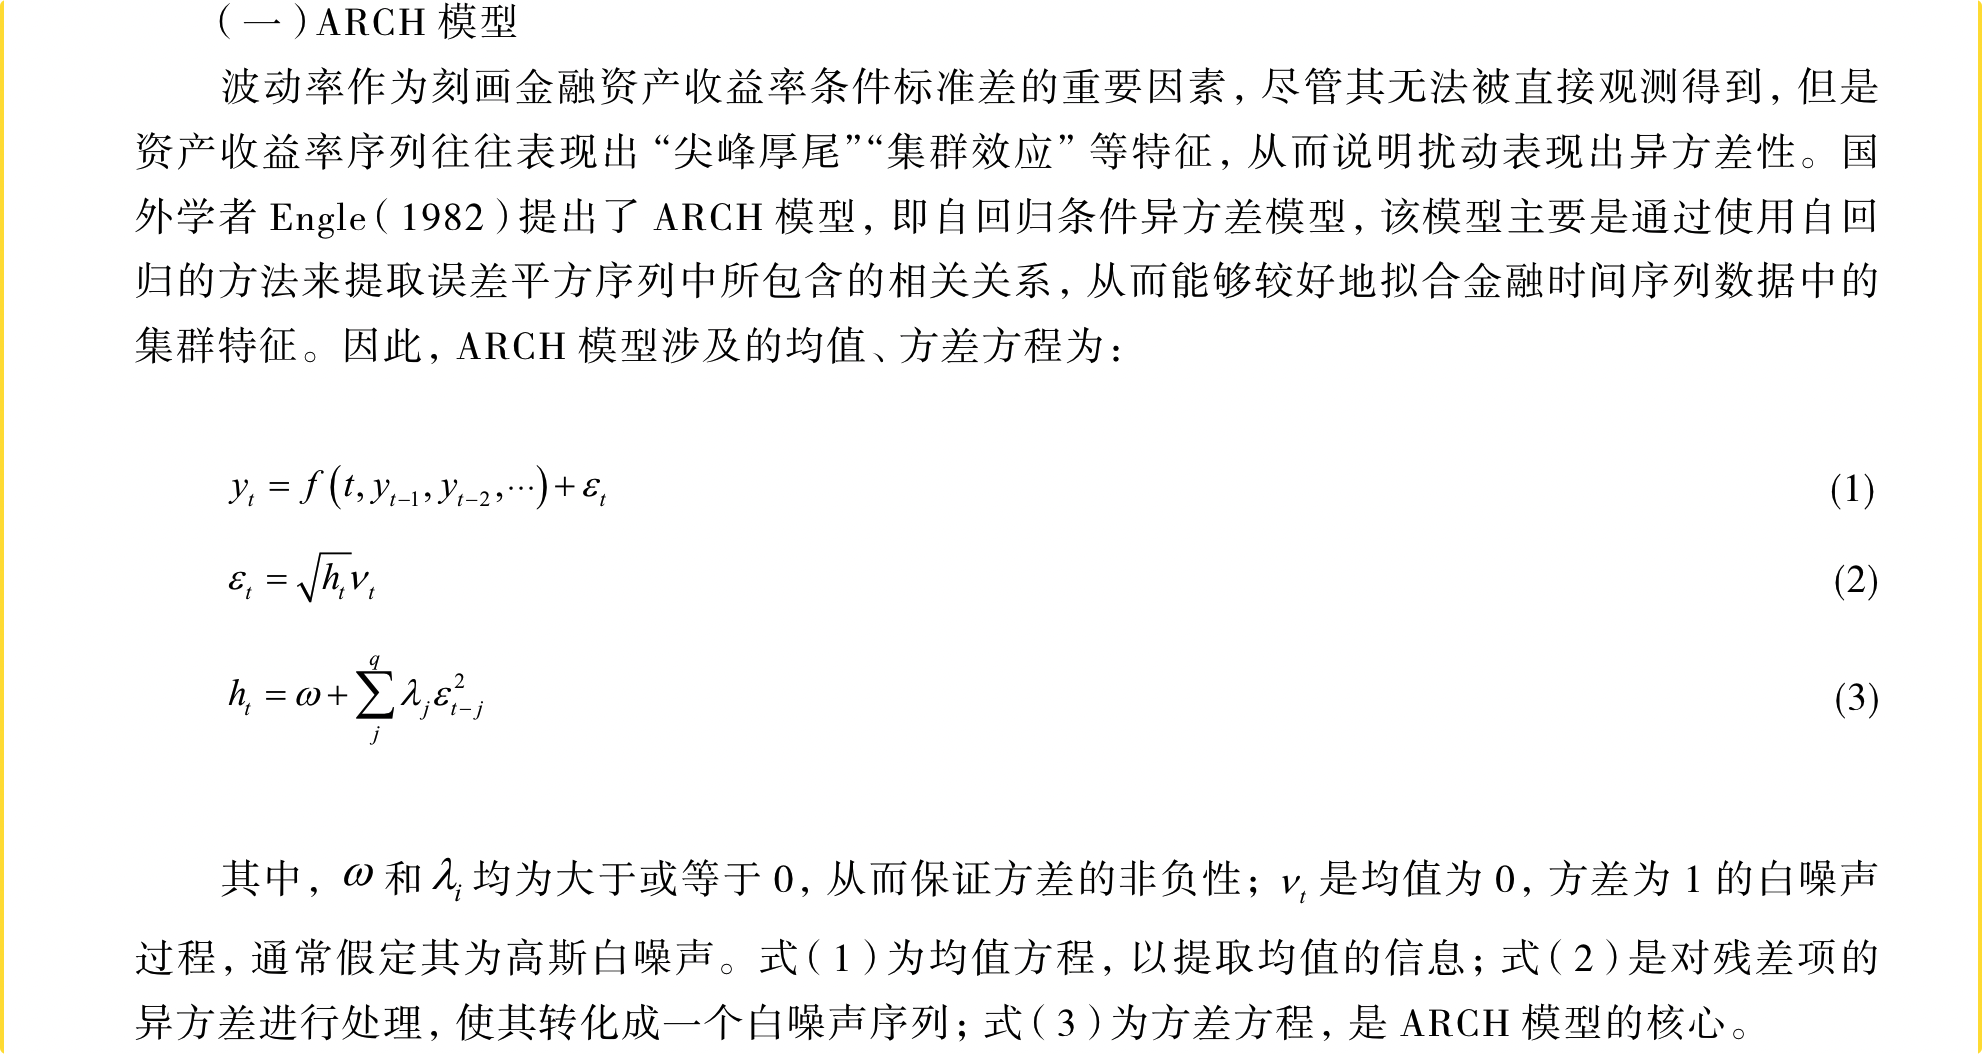 （一）ARCH 模型
波动率作为刻画金融资产收益率条件标准差的重要因素，尽管其无法被直接观测得到，但是
资产收益率序列往往表现出“尖峰厚尾”“集群效应”等特征，从而说明扰动表现出异方差性。国
外学者 Engle（1982）提出了 ARCH 模型，即自回归条件异方差模型，该模型主要是通过使用自回
归的方法来提取误差平方序列中所包含的相关关系，从而能够较好地拟合金融时间序列数据中的
集群特征。因此，ARCH 模型涉及的均值、方差方程为：
y_t = f(t, y_{t-1}, y_{t-2}, ···) + ε_t (1)
ε_t = √h_t ν_t (2)
h_t = ω + ∑_j^q λ_j ε_{t-j}^2 (3)
其中，ω 和 λ_i 均为大于或等于 0，从而保证方差的非负性；ν_t 是均值为 0，方差为 1 的白噪声
过程，通常假定其为高斯白噪声。式（1）为均值方程，以提取均值的信息；式（2）是对残差项的
异方差进行处理，使其转化成一个白噪声序列；式（3）为方差方程，是 ARCH 模型的核心。